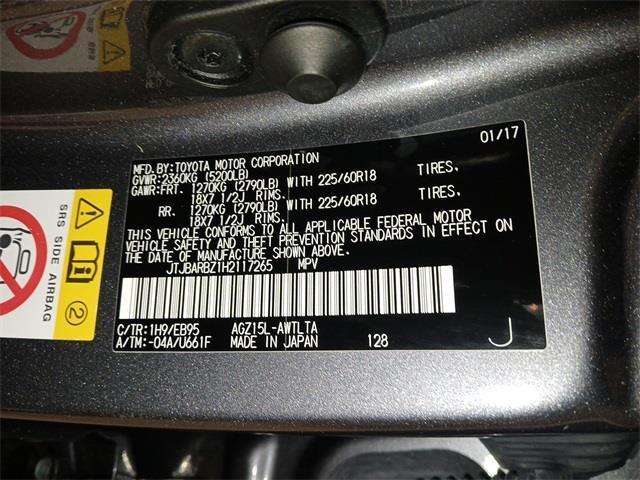 MFD.BY:TOYOTA MOTOR CORPORATION 01/17
GVWR:2360KG (5200LB)
GAWR:FRT. 1270KG (2790LB) WITH 225/60R18 TIRES.
18X7 1/2J RIMS.
RR. 1270KG (2790LB) WITH 225/60R18 TIRES.
18X7 1/2J RIMS.
THIS VEHICLE CONFORMS TO ALL APPLICABLE FEDERAL MOTOR
VEHICLE SAFETY AND THEFT PREVENTION STANDARDS IN EFFECT ON
THE DATE OF MANUFACTURE SHOWN ABOVE.
JTJBARBZ1H2117265 MPV
C/TR:1H9/EB95 AGZ15L-AWTLTA
A/TM:-04A/U661F MADE IN JAPAN 128 J
SRS SIDE AIRBAG
2